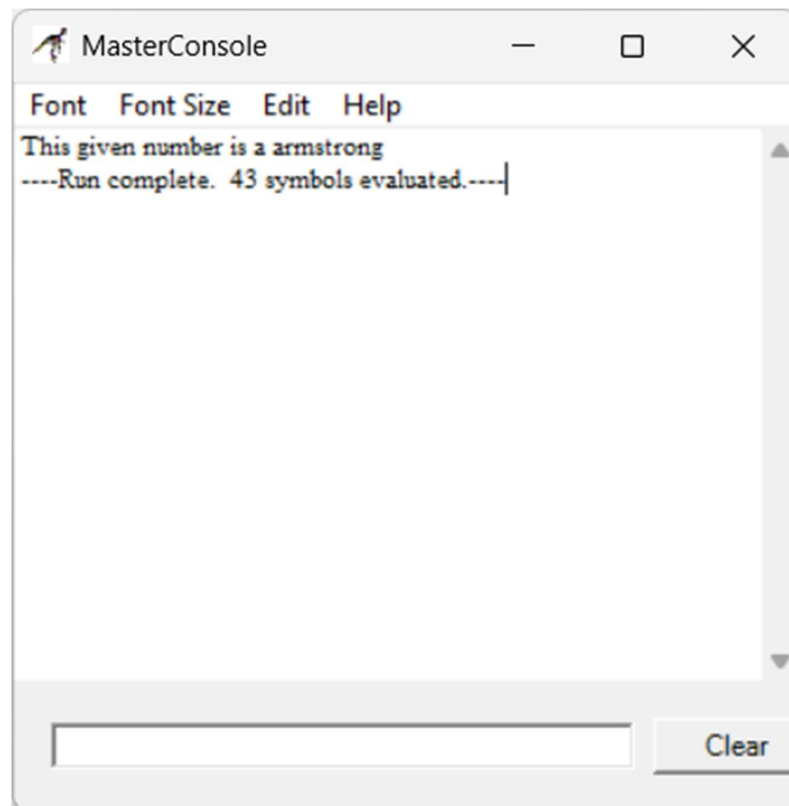 MasterConsole
Font Font Size Edit Help
This given number is a armstrong
----Run complete.  43 symbols evaluated.----
Clear